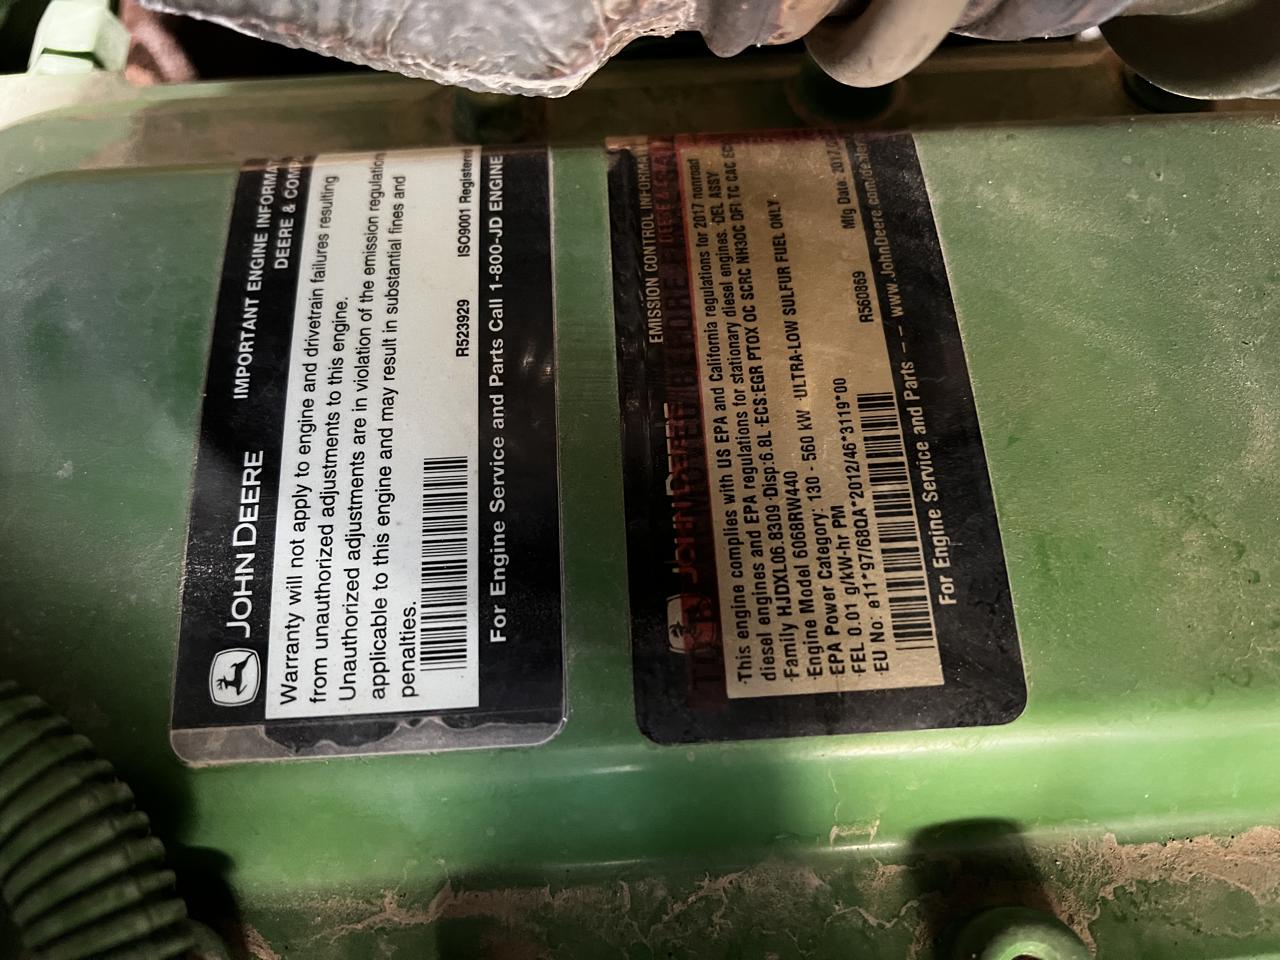 JOHN DEERE
IMPORTANT ENGINE
DEERE &
Warranty will not apply to engine and drivetrain failures resulting
from unauthorized adjustments to this engine.
Unauthorized adjustments are in violation of the emission regulation
applicable to this engine and may result in substantial fines and
penalties.
R523929
ISO9001 Registered
For Engine Service and Parts Call 1-800-JD ENGINE
JOHN DEERE
EMISSION CONTROL
·This engine complies with US EPA and California regulations for 2017 nonroad
diesel engines and EPA regulations for stationary diesel engines. ·DEL ASSY
·Family HJDXL06.8309 ·Disp:6.8L ·ECS:EGR PTOX OC SCRC NH3OC DFI TC CAC
·Engine Model 6068RW440
·EPA Power Category: 130 - 560 kW ·ULTRA-LOW SULFUR FUEL ONLY
·FEL 0.01 g/kW-hr PM
·EU No: e11*97/68QA*2012/46*3119*00
R560869
Mfg Date:
For Engine Service and Parts -- www.JohnDeere.com/dealer